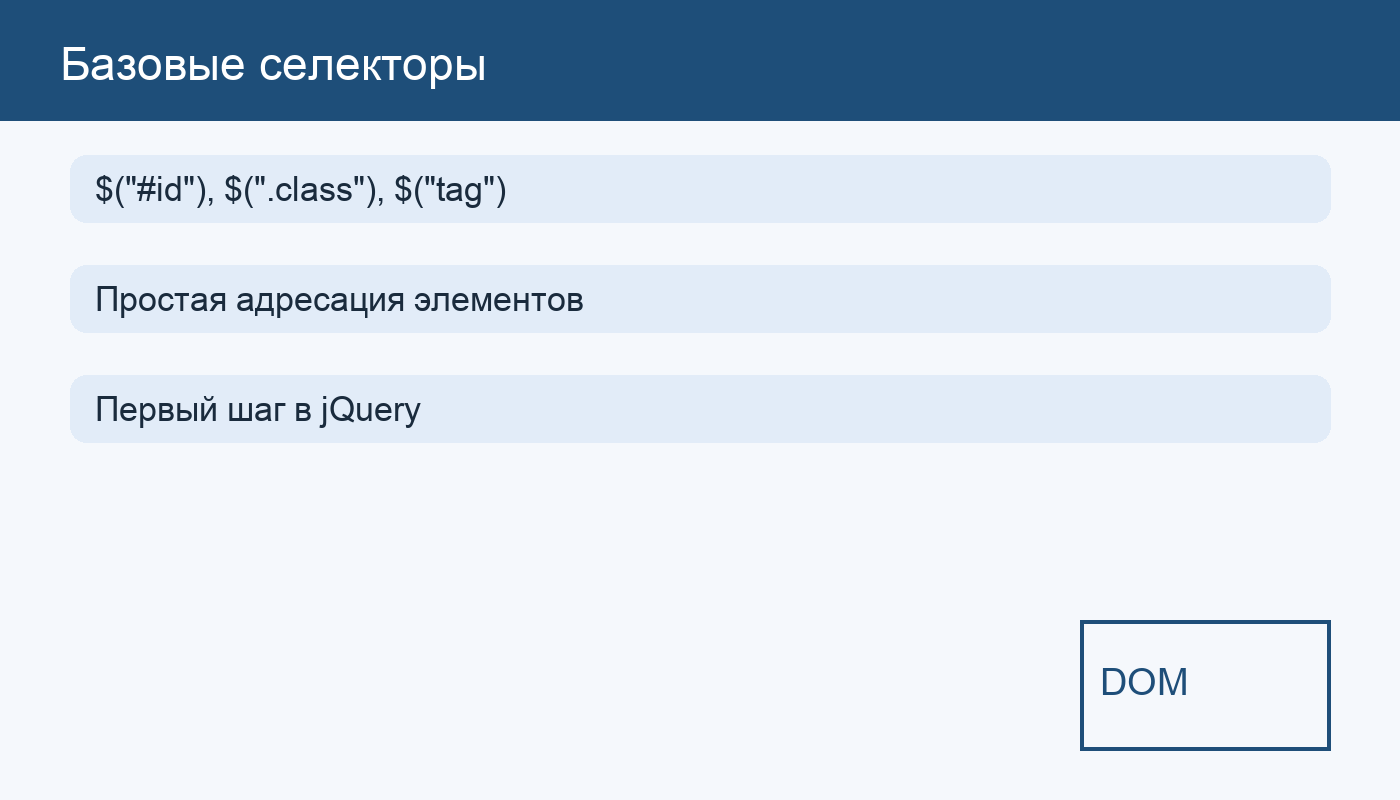 Базовые селекторы
$("#id"), $(".class"), $("tag")
Простая адресация элементов
Первый шаг в jQuery
DOM